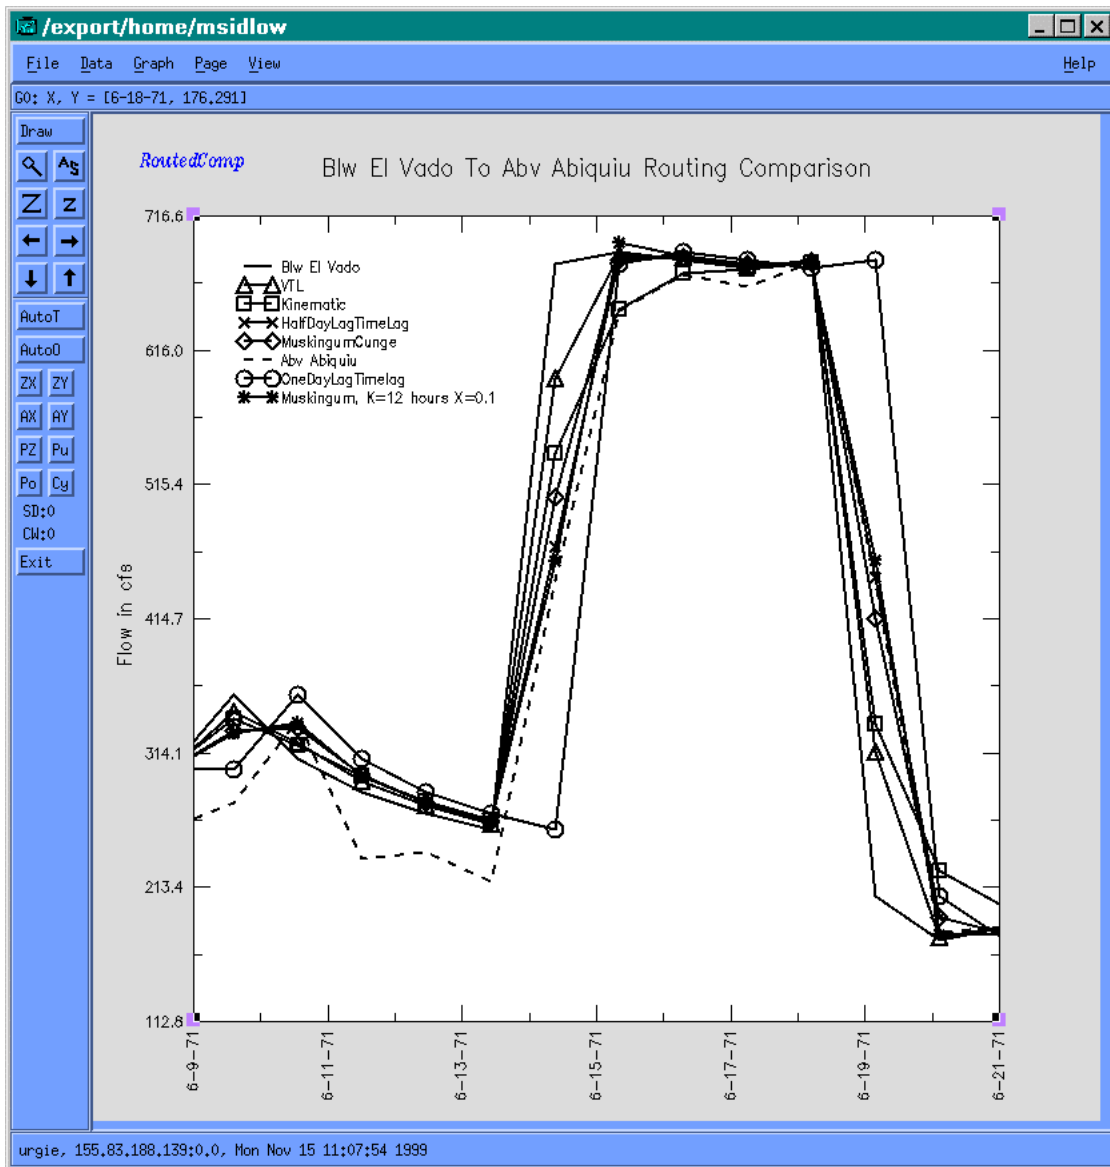 /export/home/msidlow
File Data Graph Page View Help
GO: X, Y = [6-18-71, 176.291]
Draw
A S
Z z
AutoT
AutoO
ZX ZY
AX AY
PZ Pu
Po Cy
SD:0
CW:0
Exit
RoutedComp
Blw El Vado To Abv Abiquiu Routing Comparison
Blw El Vado
VTL
Kinematic
HalfDayLagTimeLag
MuskingumCunge
Abv Abiquiu
OneDayLagTimelag
Muskingum, K=12 hours X=0.1
Flow in cfs
716.6
616.0
515.4
414.7
314.1
213.4
112.8
6-9-71
6-11-71
6-13-71
6-15-71
6-17-71
6-19-71
6-21-71
urgie, 155.83.188.139:0.0, Mon Nov 15 11:07:54 1999